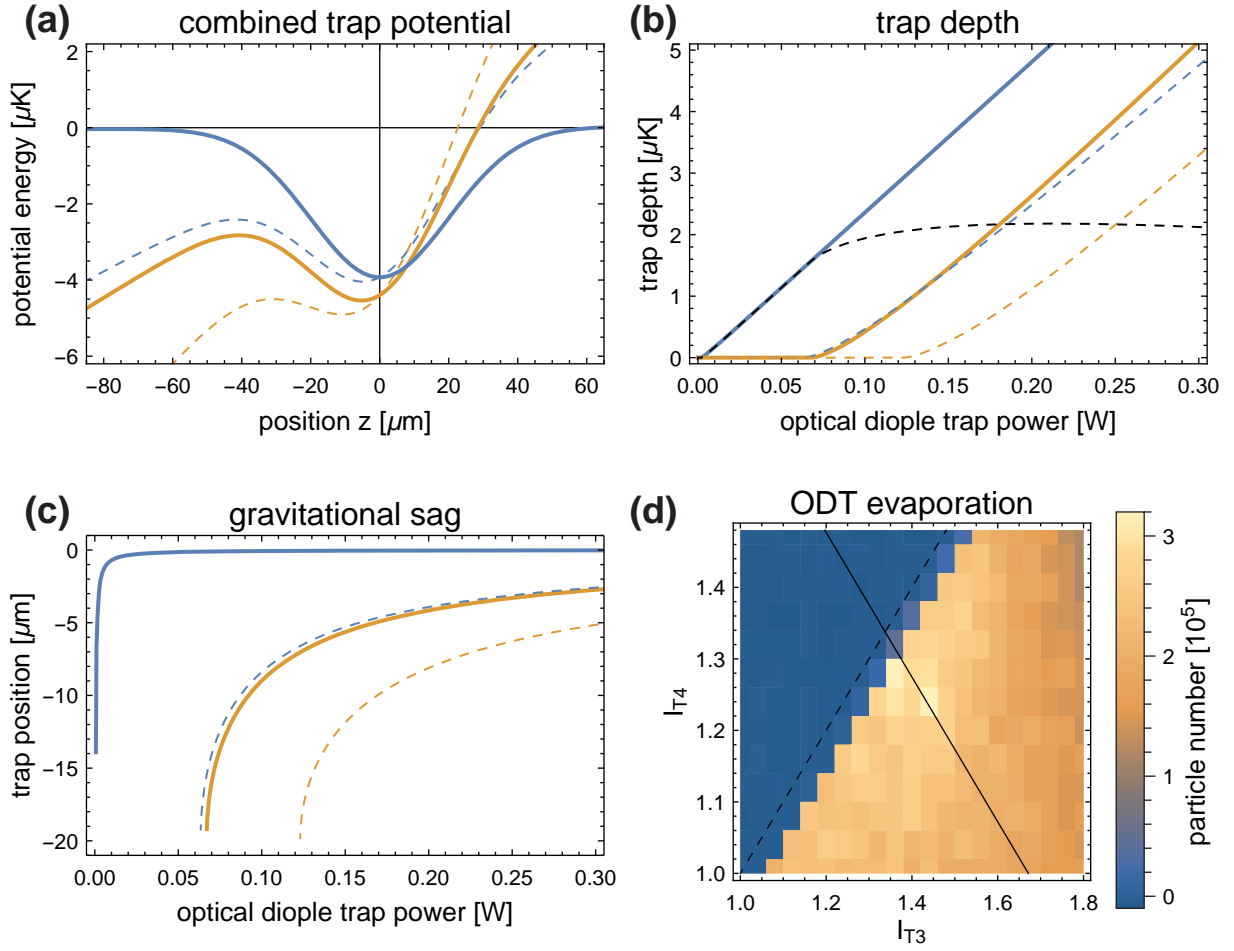 (a) combined trap potential
potential energy [μK]
2
0
−2
−4
−6
−80 −60 −40 −20 0 20 40 60
position z [μm]
(b) trap depth
trap depth [μK]
5
4
3
2
1
0
0.00 0.05 0.10 0.15 0.20 0.25 0.30
optical diople trap power [W]
(c) gravitational sag
trap position [μm]
0
−5
−10
−15
−20
0.00 0.05 0.10 0.15 0.20 0.25 0.30
optical diople trap power [W]
(d) ODT evaporation
I_T4
1.4
1.3
1.2
1.1
1.0
1.0 1.2 1.4 1.6 1.8
I_T3
3
2
1
0
particle number [10⁵]